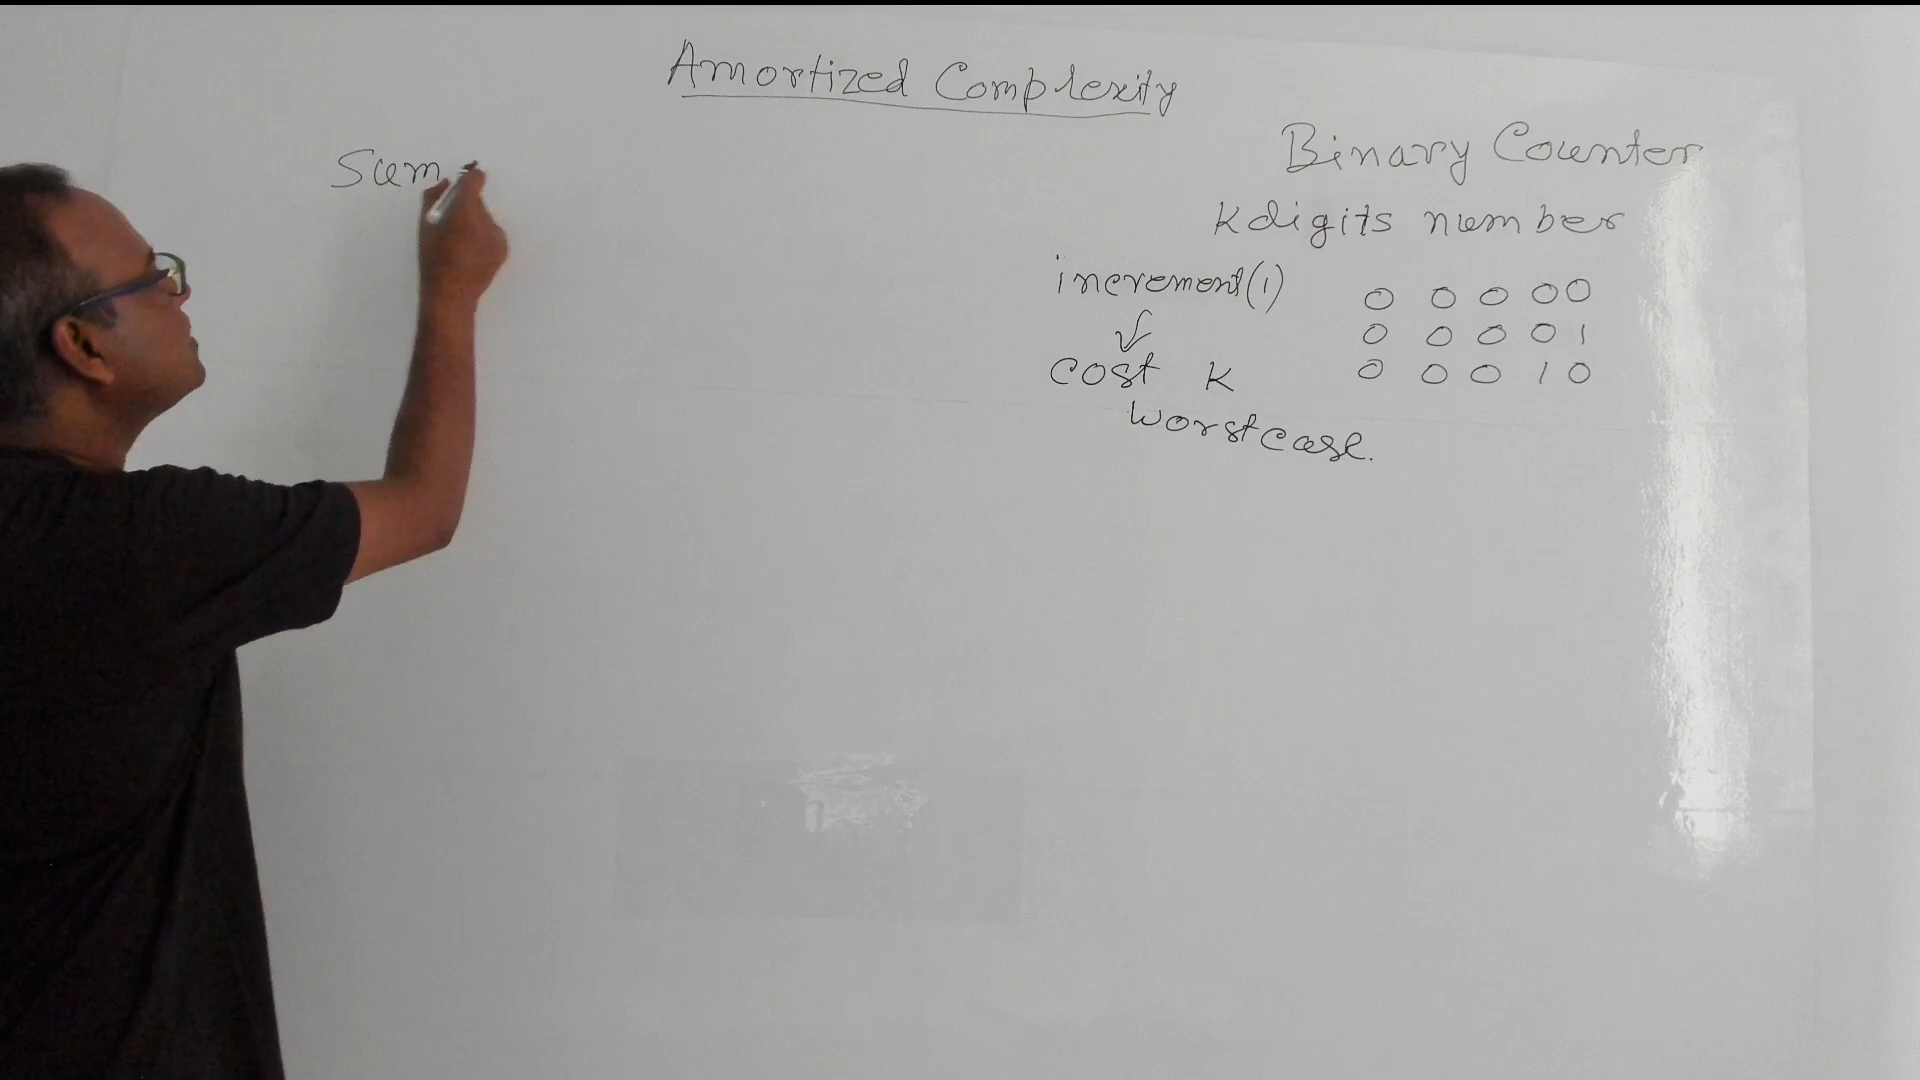 Amortized Complexity
Sum =
Binary Counter
k digits number
increment(1) 0 0 0 0 0
0 0 0 0 1
cost k 0 0 0 1 0
worst case.